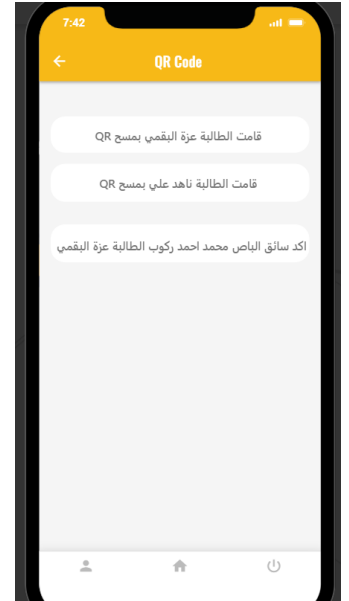 7:42
QR Code
قامت الطالبة عزة البقمي بمسح QR
قامت الطالبة ناهد علي بمسح QR
اكد سائق الباص محمد احمد ركوب الطالبة عزة البقمي